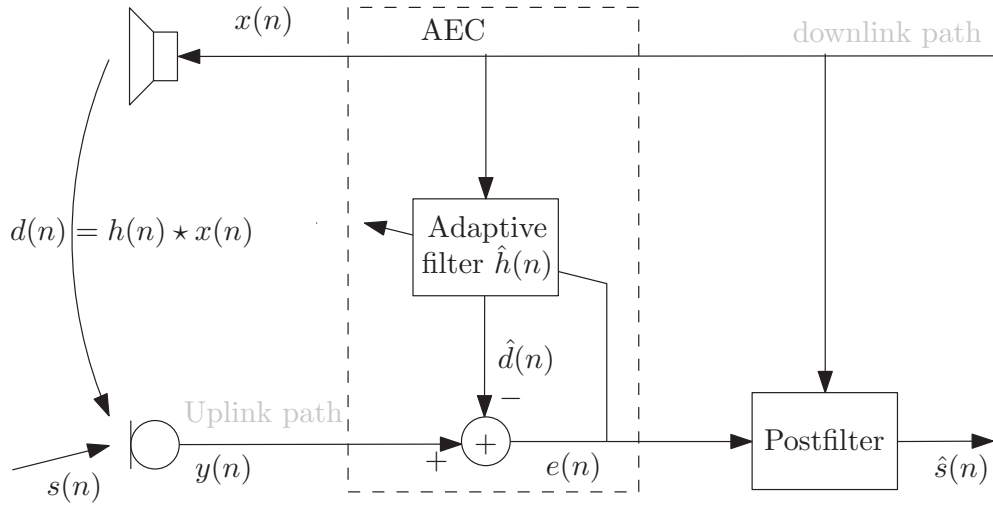 x(n)
AEC
downlink path
d(n) = h(n) ⋆ x(n)
Adaptive
filter ĥ(n)
d̂(n)
−
Uplink path
+
Postfilter
+
s(n)
y(n)
e(n)
ŝ(n)